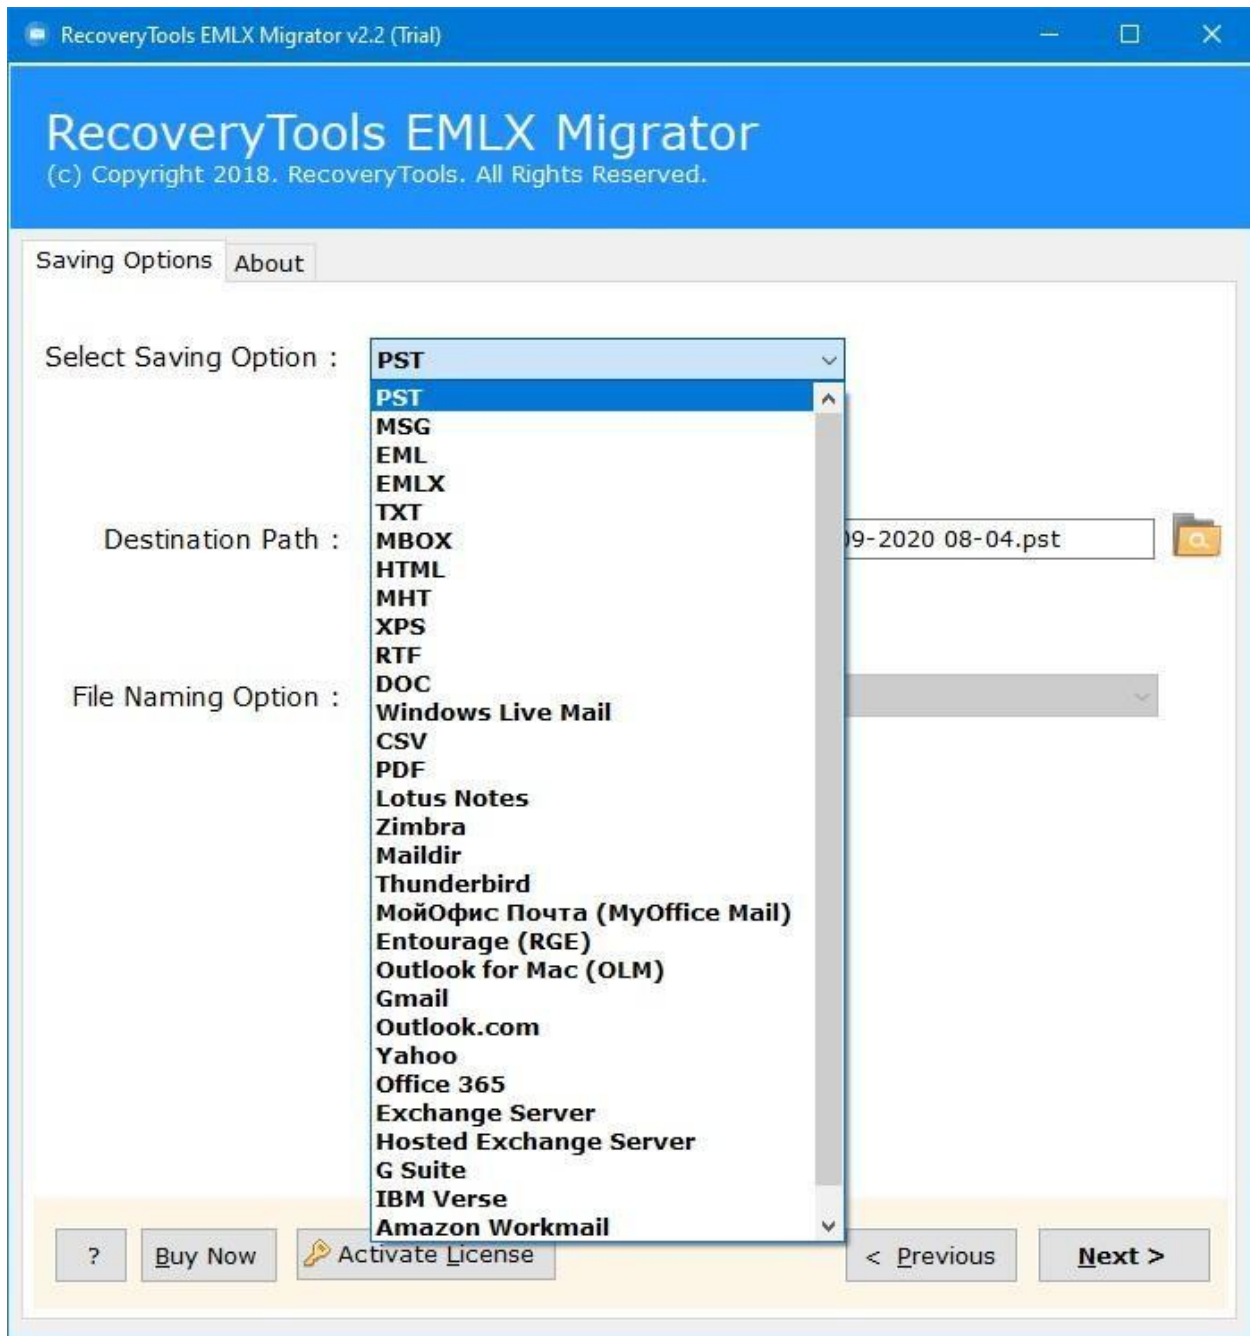 RecoveryTools EMLX Migrator v2.2 (Trial)
RecoveryTools EMLX Migrator
(c) Copyright 2018. RecoveryTools. All Rights Reserved.
Saving Options About
Select Saving Option : PST
PST
MSG
EML
EMLX
TXT
Destination Path : 09-2020 08-04.pst
MBOX
HTML
MHT
XPS
RTF
File Naming Option :
DOC
Windows Live Mail
CSV
PDF
Lotus Notes
Zimbra
Maildir
Thunderbird
МойОфис Почта (MyOffice Mail)
Entourage (RGE)
Outlook for Mac (OLM)
Gmail
Outlook.com
Yahoo
Office 365
Exchange Server
Hosted Exchange Server
G Suite
IBM Verse
Amazon Workmail
? Buy Now Activate License < Previous Next >